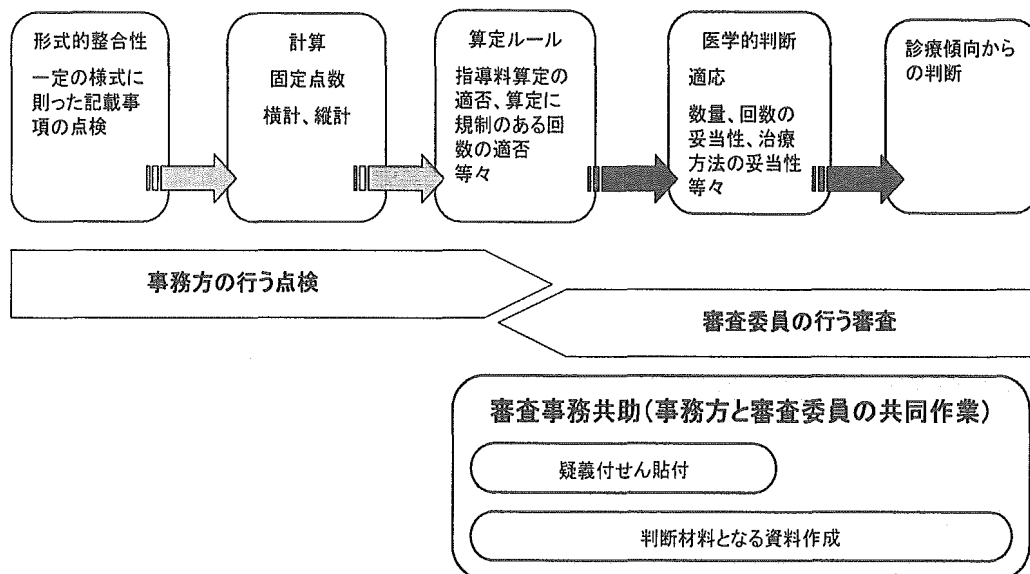 形式的整合性
一定の様式に
則った記載事
項の点検
計算
固定点数
横計、縦計
算定ルール
指導料算定の
適否、算定に
規制のある回
数の適否
等々
医学的判断
適応
数量、回数の
妥当性、治療
方法の妥当性
等々
診療傾向から
の判断
事務方の行う点検
審査委員の行う審査
審査事務共助(事務方と審査委員の共同作業)
疑義付せん貼付
判断材料となる資料作成